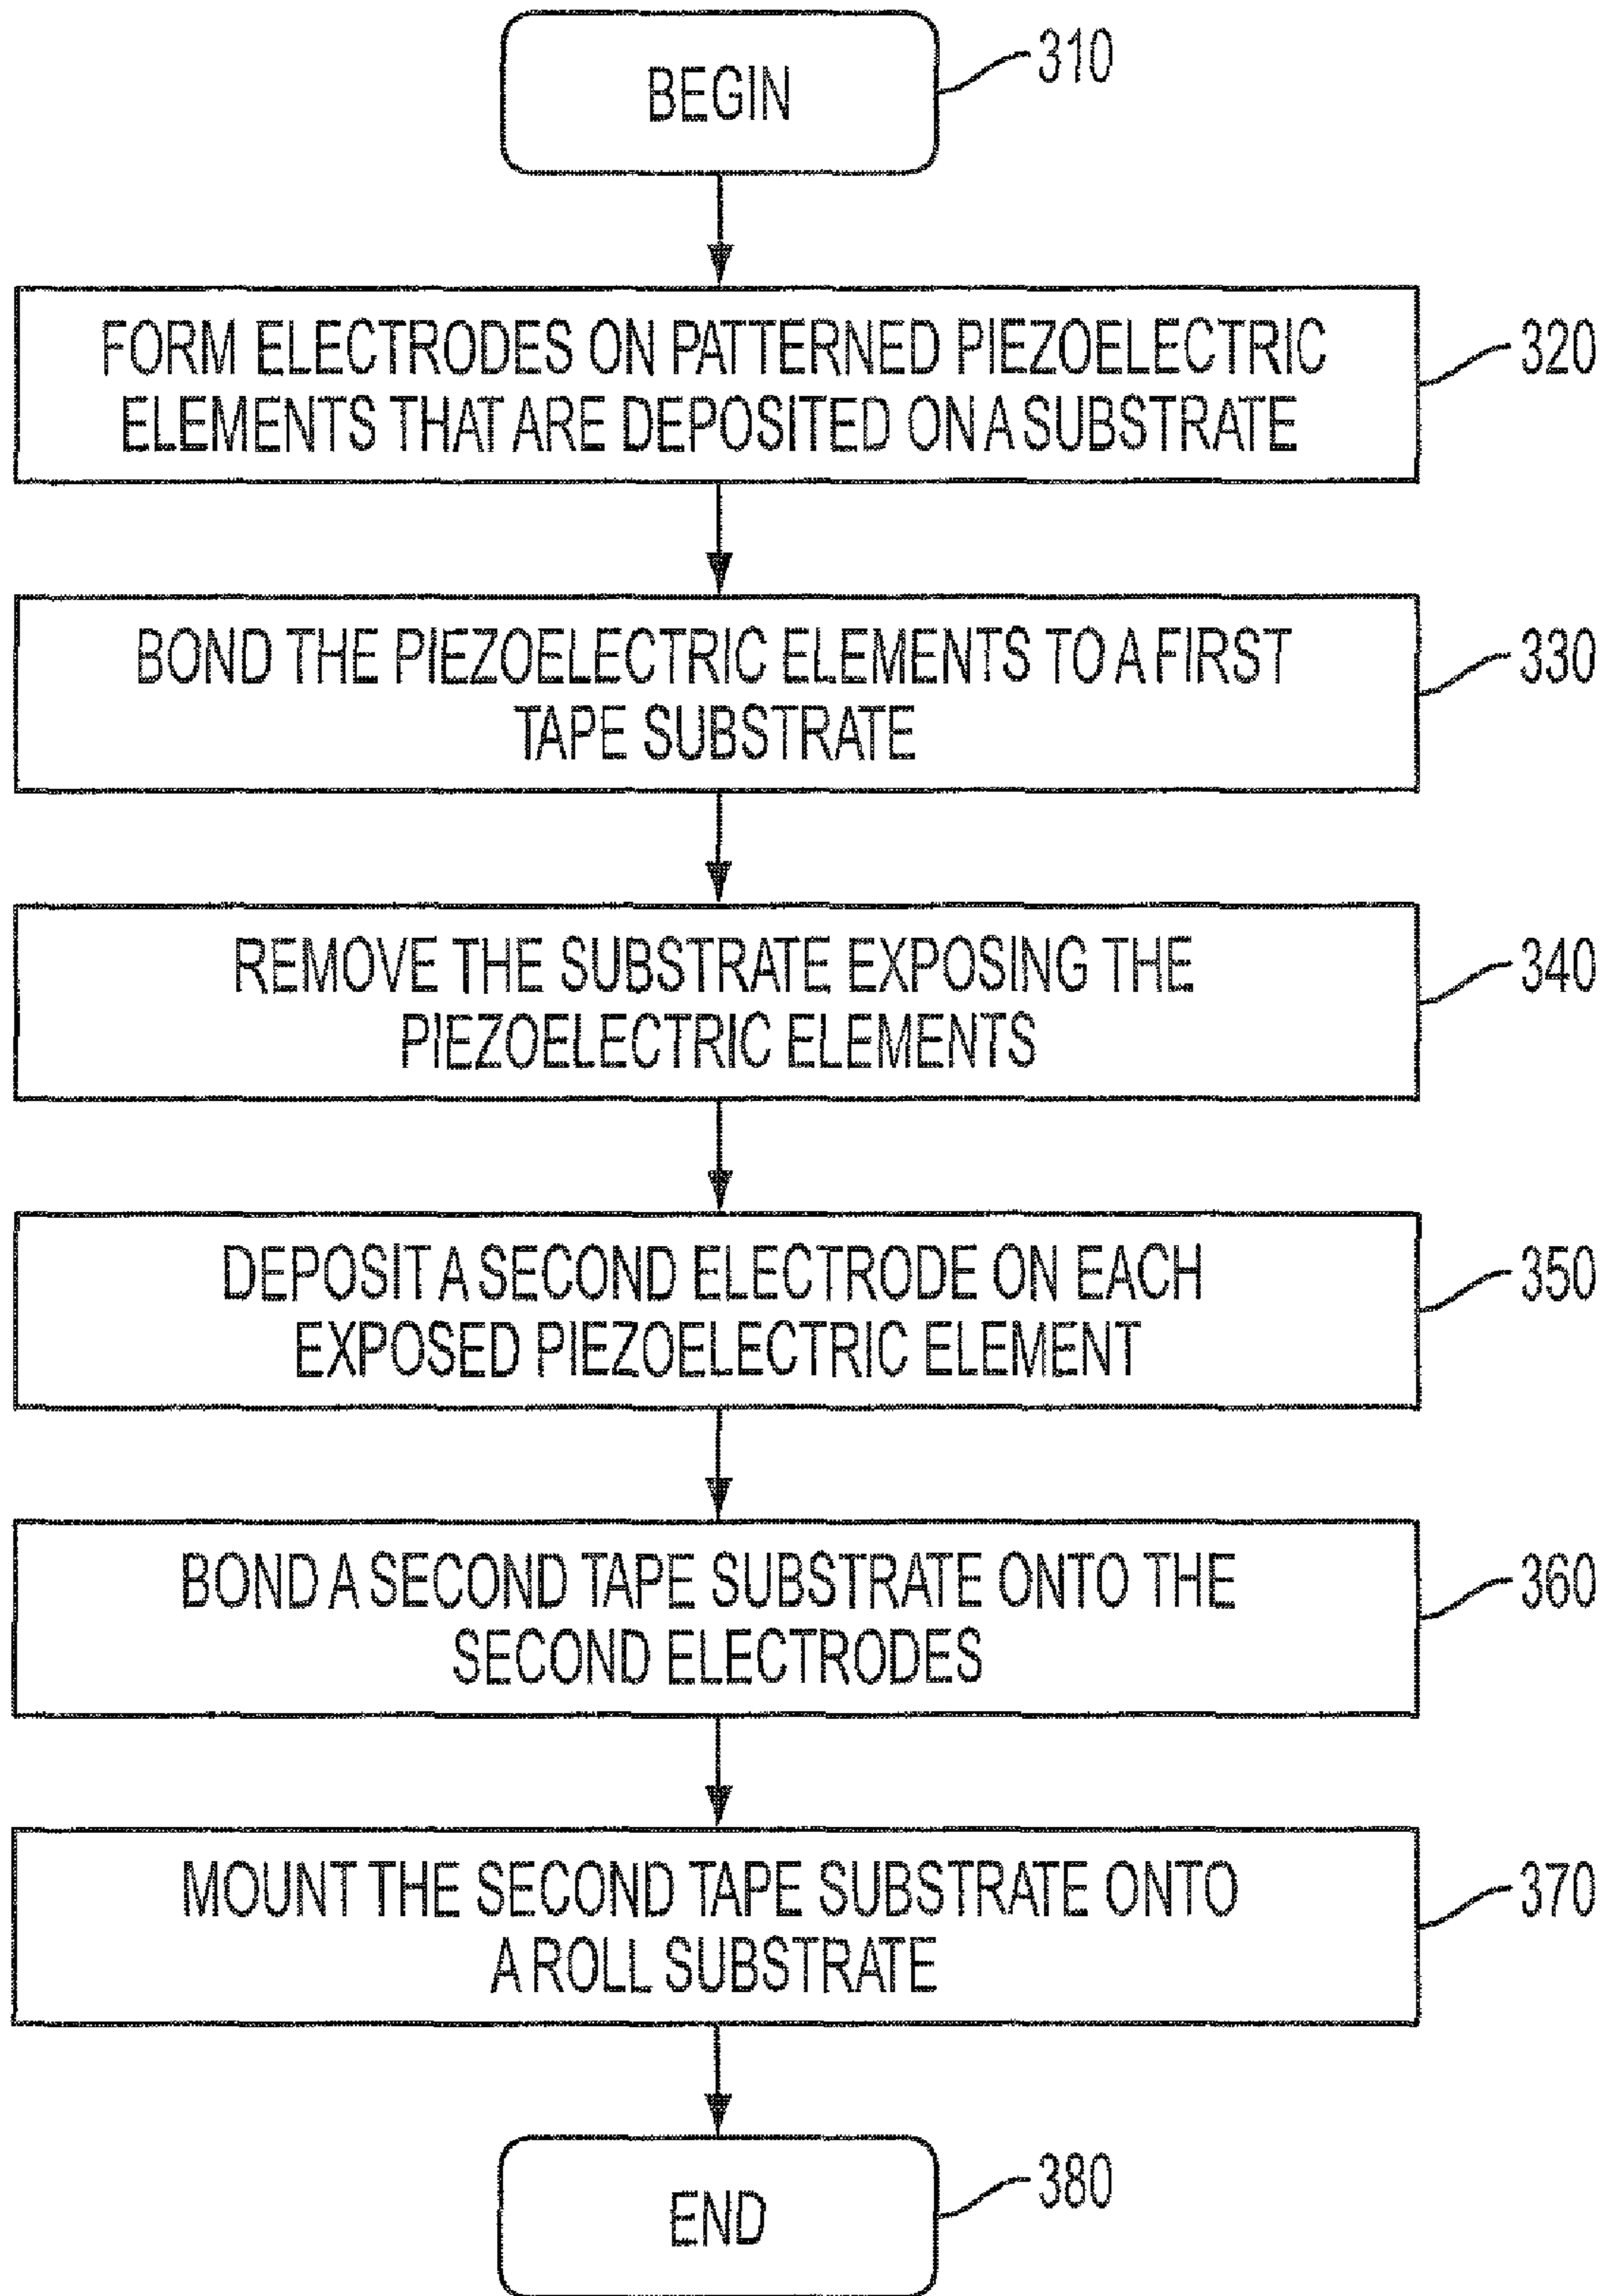 BEGIN
310
FORM ELECTRODES ON PATTERNED PIEZOELECTRIC
ELEMENTS THAT ARE DEPOSITED ON A SUBSTRATE
320
BOND THE PIEZOELECTRIC ELEMENTS TO A FIRST
TAPE SUBSTRATE
330
REMOVE THE SUBSTRATE EXPOSING THE
PIEZOELECTRIC ELEMENTS
340
DEPOSIT A SECOND ELECTRODE ON EACH
EXPOSED PIEZOELECTRIC ELEMENT
350
BOND A SECOND TAPE SUBSTRATE ONTO THE
SECOND ELECTRODES
360
MOUNT THE SECOND TAPE SUBSTRATE ONTO
A ROLL SUBSTRATE
370
END
380